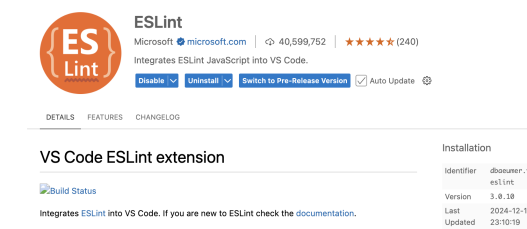 ES
Lint
ESLint
Microsoft microsoft.com 40,599,752 (240)
Integrates ESLint JavaScript into VS Code.
Disable Uninstall Switch to Pre-Release Version Auto Update
DETAILS FEATURES CHANGELOG
VS Code ESLint extension
Build Status
Integrates ESLint into VS Code. If you are new to ESLint check the documentation.
Installation
Identifier dbaeumer.
eslint
Version 3.0.10
Last 2024-12-1
Updated 23:10:19